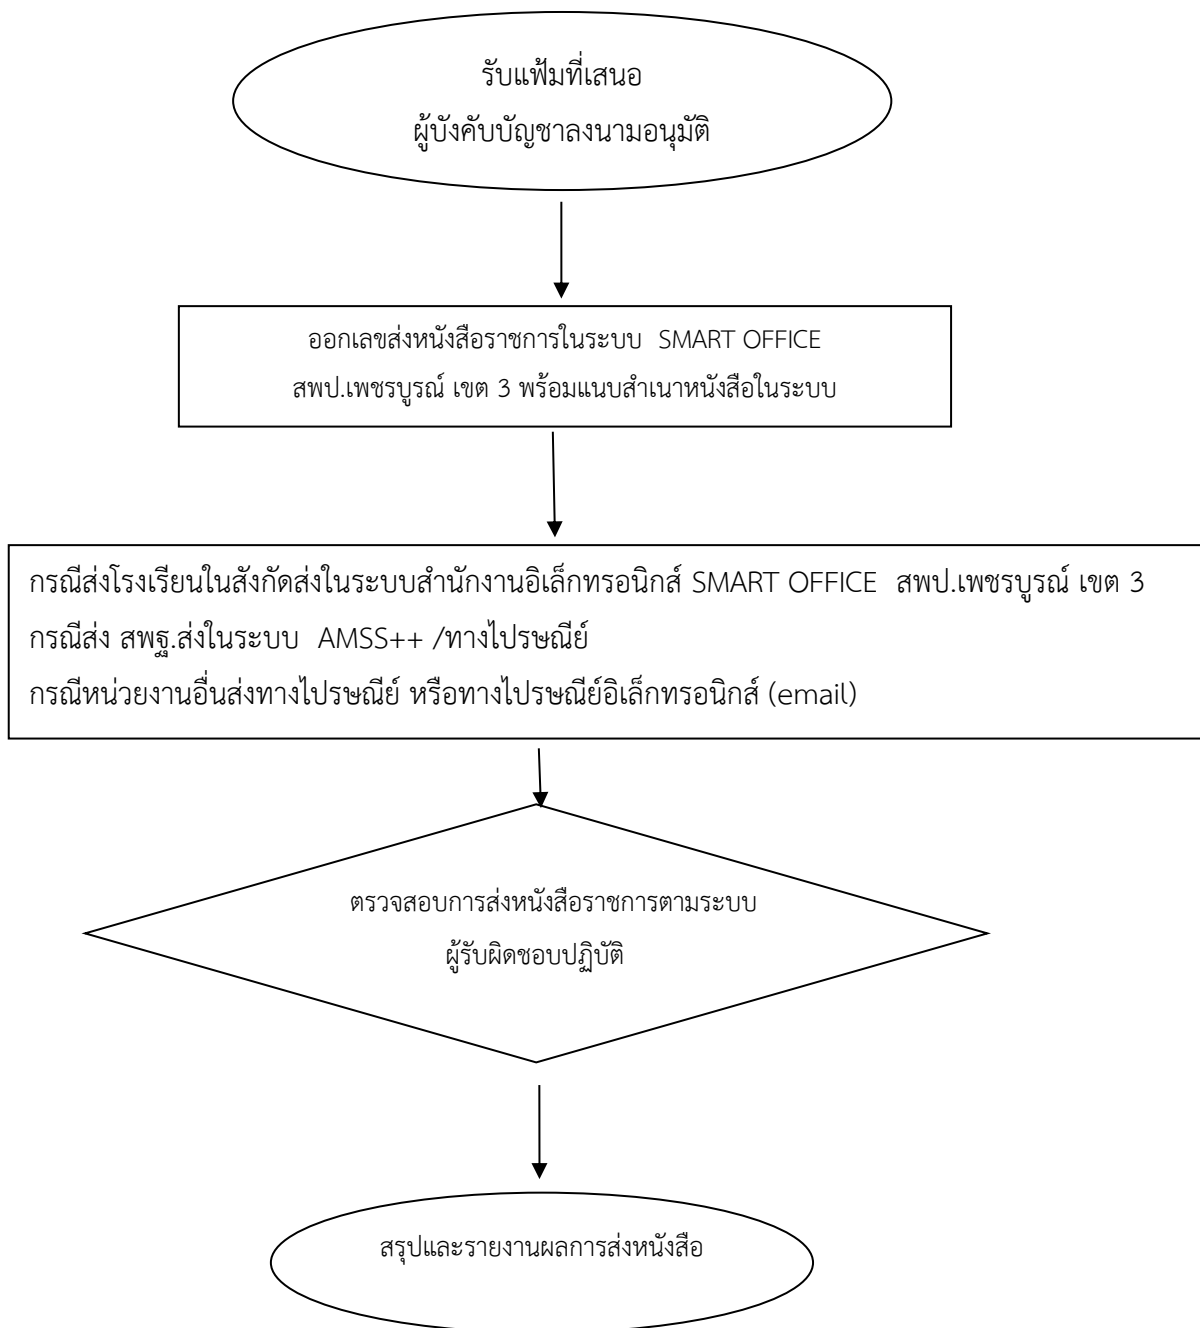 รับแฟ้มที่เสนอ
ผู้บังคับบัญชาลงนามอนุมัติ
ออกเลขส่งหนังสือราชการในระบบ SMART OFFICE
สพป.เพชรบูรณ์ เขต 3 พร้อมแนบสำเนาหนังสือในระบบ
กรณีส่งโรงเรียนในสังกัดส่งในระบบสำนักงานอิเล็กทรอนิกส์ SMART OFFICE สพป.เพชรบูรณ์ เขต 3
กรณีส่ง สพฐ.ส่งในระบบ AMSS++ /ทางไปรษณีย์
กรณีหน่วยงานอื่นส่งทางไปรษณีย์ หรือทางไปรษณีย์อิเล็กทรอนิกส์ (email)
ตรวจสอบการส่งหนังสือราชการตามระบบ
ผู้รับผิดชอบปฏิบัติ
สรุปและรายงานผลการส่งหนังสือ